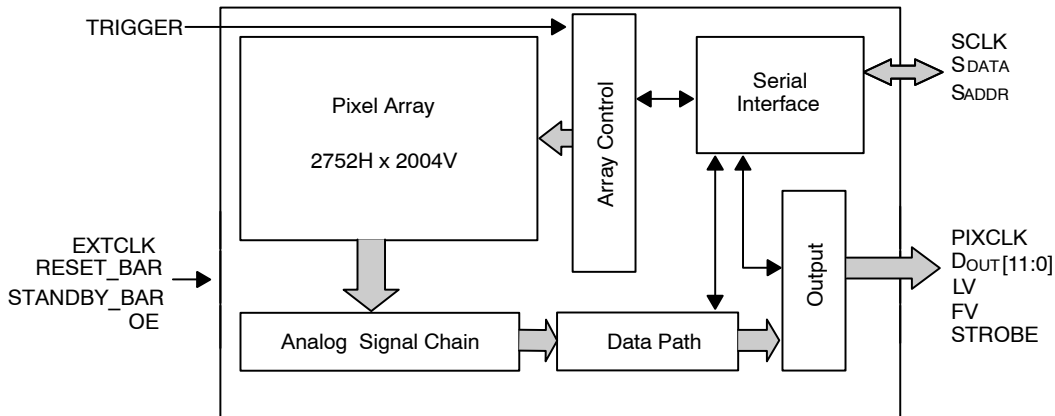 TRIGGER
Pixel Array
2752H x 2004V
Array Control
Serial
Interface
SCLK
SDATA
SADDR
EXTCLK
RESET_BAR
STANDBY_BAR
OE
Analog Signal Chain
Data Path
Output
PIXCLK
DOUT[11:0]
LV
FV
STROBE